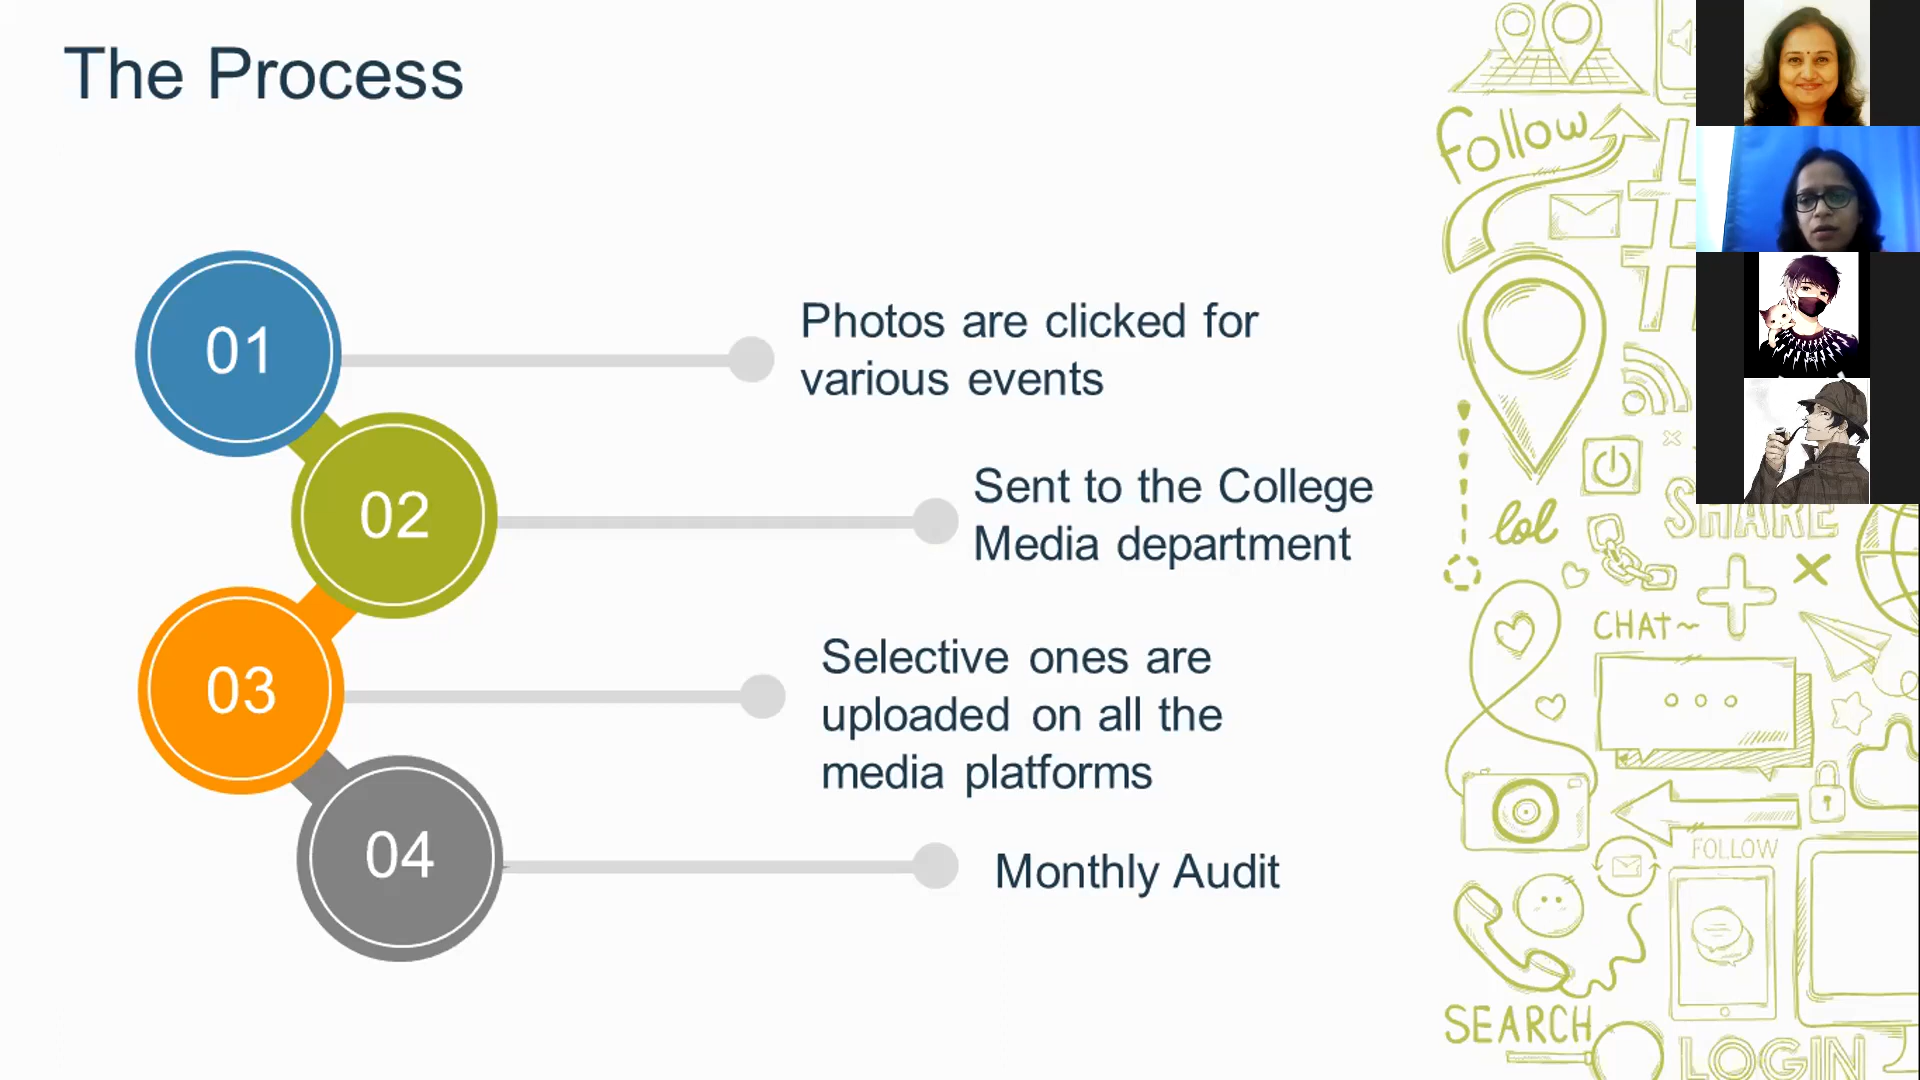 The Process
01
Photos are clicked for
various events
02
Sent to the College
Media department
03
Selective ones are
uploaded on all the
media platforms
04
Monthly Audit
follow
#
lol
SHARE
CHAT~
FOLLOW
SEARCH
LOGIN